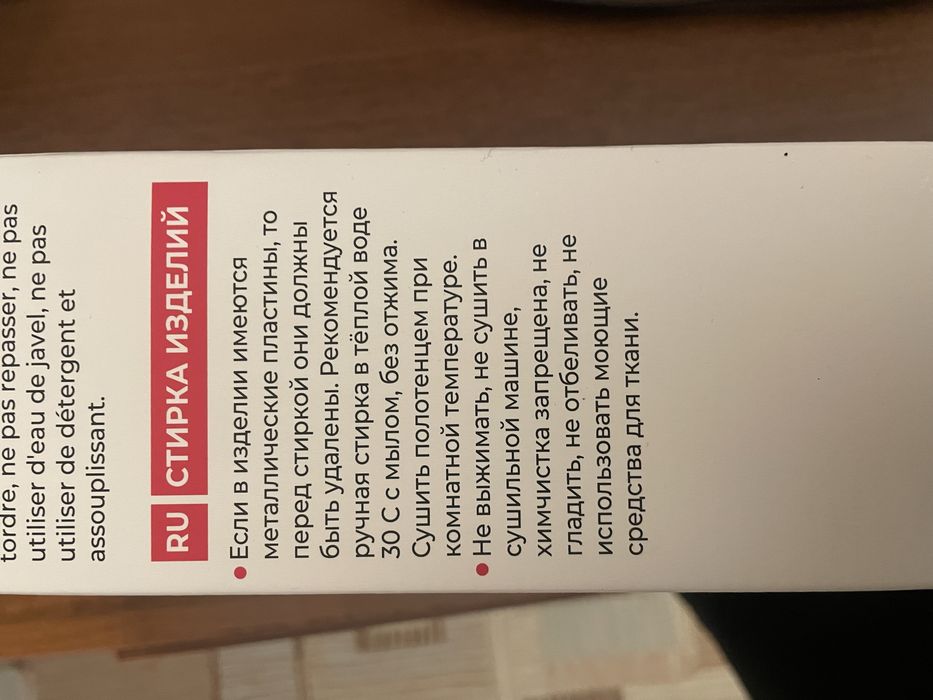 tordre, ne pas repasser, ne pas
utiliser d'eau de javel, ne pas
utiliser de détergent et
assouplissant.
RU СТИРКА ИЗДЕЛИЙ
• Если в изделии имеются
металлические пластины, то
перед стиркой они должны
быть удалены. Рекомендуется
ручная стирка в тёплой воде
30 С с мылом, без отжима.
Сушить полотенцем при
комнатной температуре.
• Не выжимать, не сушить в
сушильной машине,
химчистка запрещена, не
гладить, не отбеливать, не
использовать моющие
средства для ткани.